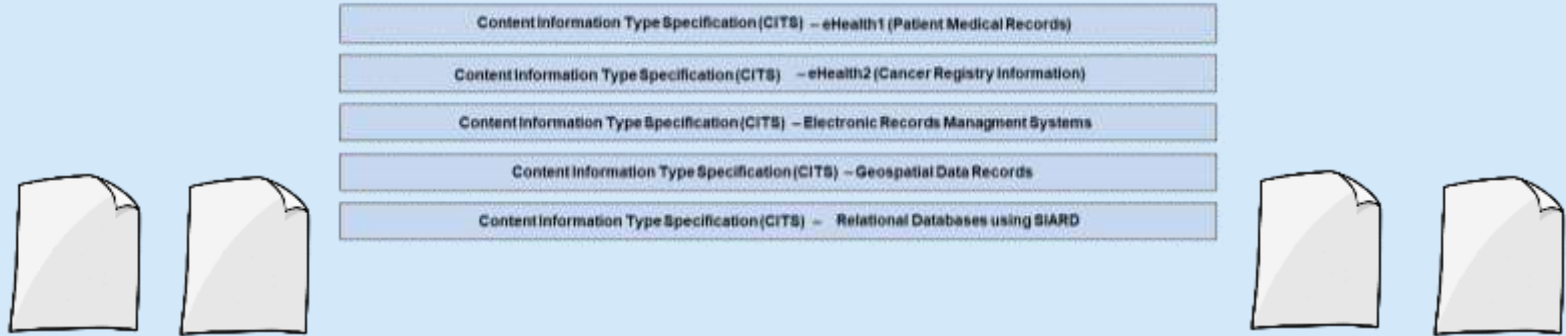 Content Information Type Specification (CITS) – eHealth1 (Patient Medical Records)
Content Information Type Specification (CITS) – eHealth2 (Cancer Registry Information)
Content Information Type Specification (CITS) – Electronic Records Managment Systems
Content Information Type Specification (CITS) – Geospatial Data Records
Content Information Type Specification (CITS) – Relational Databases using SIARD